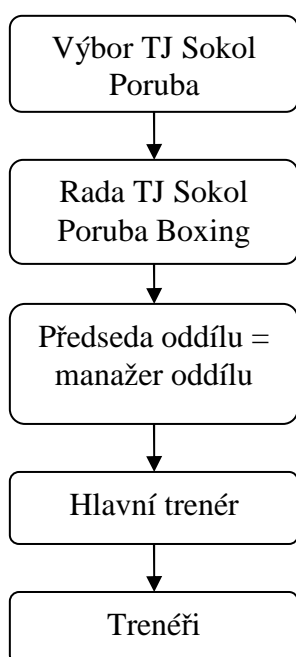 Výbor TJ Sokol
Poruba
Rada TJ Sokol
Poruba Boxing
Předseda oddílu =
manažer oddílu
Hlavní trenér
Trenéři